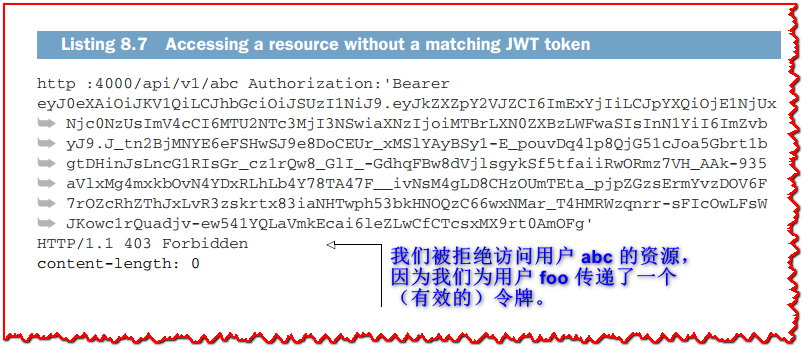 Listing 8.7 Accessing a resource without a matching JWT token
http :4000/api/v1/abc Authorization:'Bearer
eyJ0eXAiOiJKV1QiLCJhbGciOiJSUzI1NiJ9.eyJkZXZpY2VJZCI6ImExYjIiLCJpYXQiOjE1NjUx
Njc0NzUsImV4cCI6MTU2NTc3MjI3NSwiaXNzIjoiMTBrLXN0ZXBzLWFwaSIsInN1YiI6ImZvb
yJ9.J_tn2BjMNYE6eFSHwSJ9e8DoCEUr_xMSlYAyBSy1-E_pouvDq4lp8QjG51cJoa5Gbrt1b
gtDHinJsLncG1RIsGr_cz1rQw8_GlI_-GdhqFBw8dVjlsgykSf5tfaiiRwORmz7VH_AAk-935
aVlxMg4mxkbOvN4YDxRLhLb4Y78TA47F__ivNsM4gLD8CHzOUmTEta_pjpZGzsErmYvzDOV6F
7rOZcRhZThJxLvR3zskrtx83iaNHTwph53bkHNOQzC66wxNMar_T4HMRWzqnrr-sFIcOwLFsW
JKowc1rQuadjv-ew541YQLaVmkEcai6leZLwCfCTcsxMX9rt0AmOFg'
HTTP/1.1 403 Forbidden
content-length: 0
我们被拒绝访问用户 abc 的资源，
因为我们为用户 foo 传递了一个
（有效的）令牌。